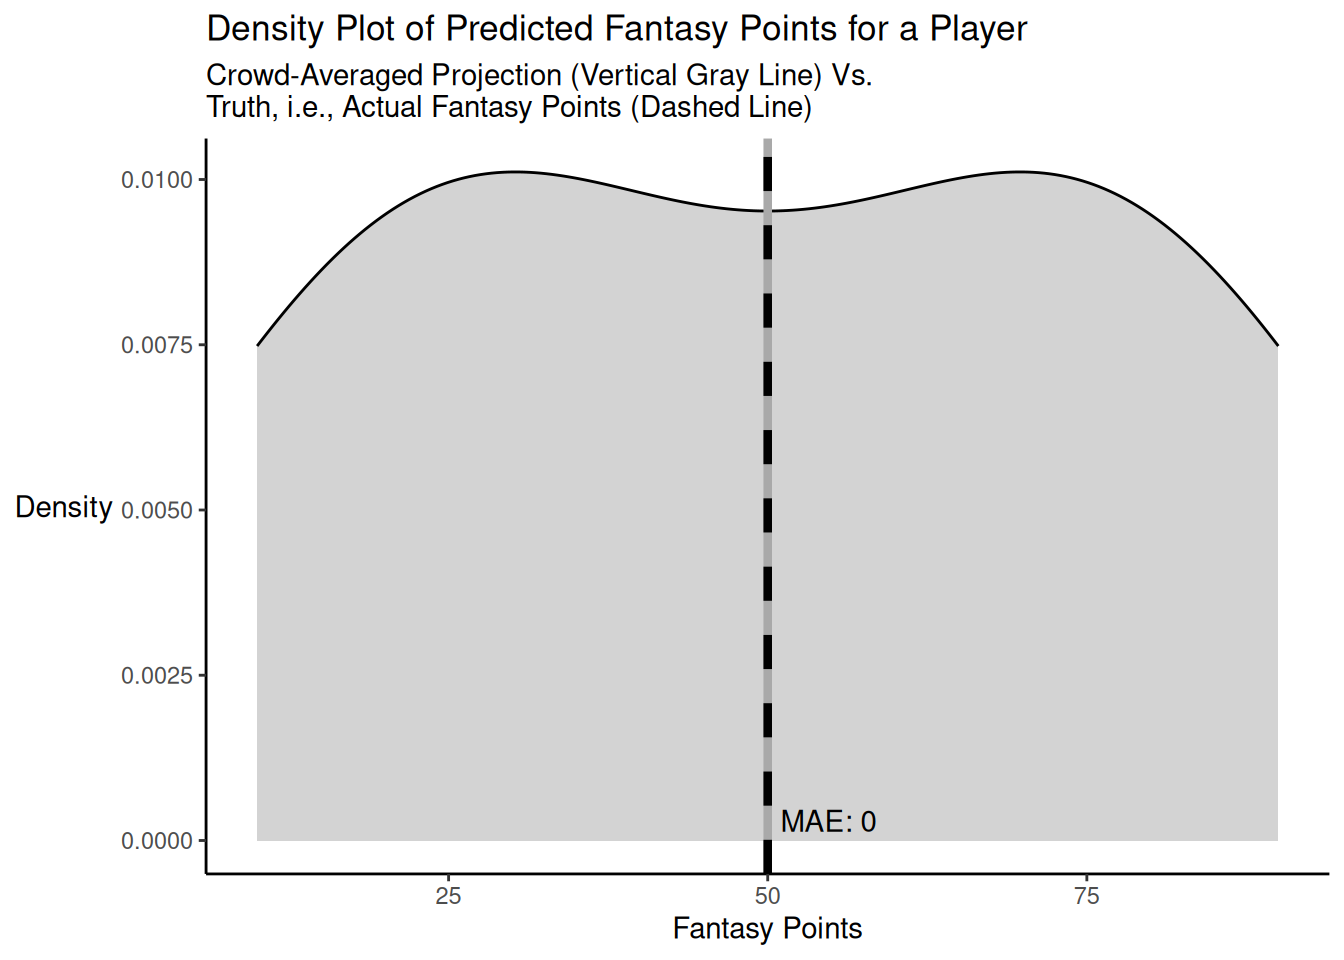 Density Plot of Predicted Fantasy Points for a Player
Crowd-Averaged Projection (Vertical Gray Line) Vs.
Truth, i.e., Actual Fantasy Points (Dashed Line)
0.0100
0.0075
Density
0.0050
0.0025
0.0000
MAE: 0
25
50
75
Fantasy Points